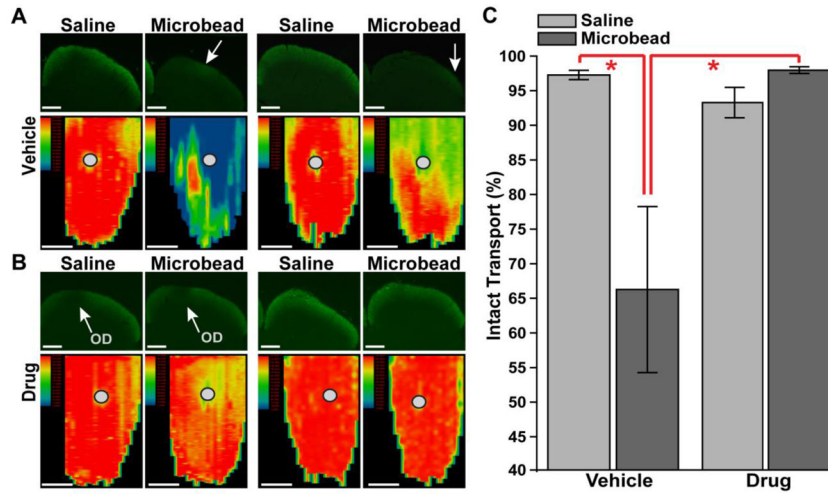 A
Saline Microbead Saline Microbead
Vehicle
B
Saline Microbead Saline Microbead
OD OD
Drug
C
Saline
Microbead
* *
Intact Transport (%)
100
95
90
85
80
75
70
65
60
55
50
45
40
Vehicle Drug